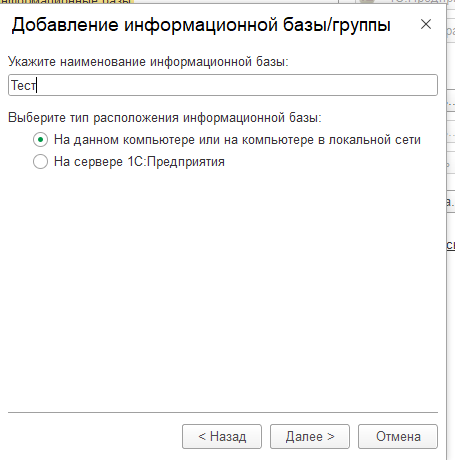 Добавление информационной базы/группы
Укажите наименование информационной базы:
Тест
Выберите тип расположения информационной базы:
На данном компьютере или на компьютере в локальной сети
На сервере 1С:Предприятия
< Назад
Далее >
Отмена